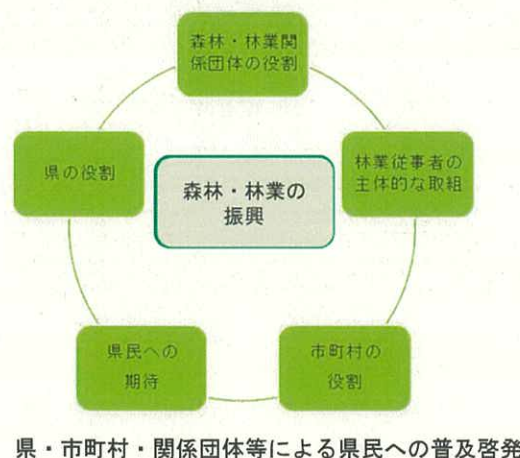 森林・林業関
係団体の役割
県の役割
林業従事者の
主体的な取組
森林・林業の
振興
県民への
期待
市町村の
役割
県・市町村・関係団体等による県民への普及啓発